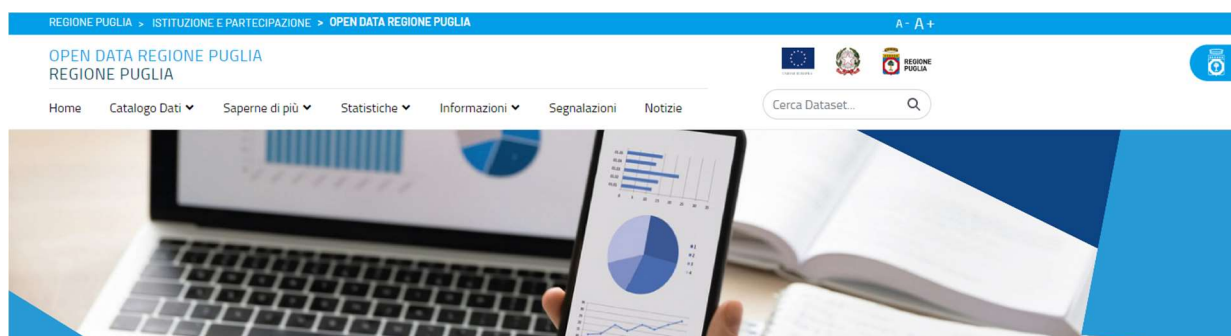 REGIONE PUGLIA > ISTITUZIONE E PARTECIPAZIONE > OPEN DATA REGIONE PUGLIA
A- A+
OPEN DATA REGIONE PUGLIA
REGIONE PUGLIA
REGIONE
PUGLIA
Home Catalogo Dati Saperne di più Statistiche Informazioni Segnalazioni Notizie
Cerca Dataset...